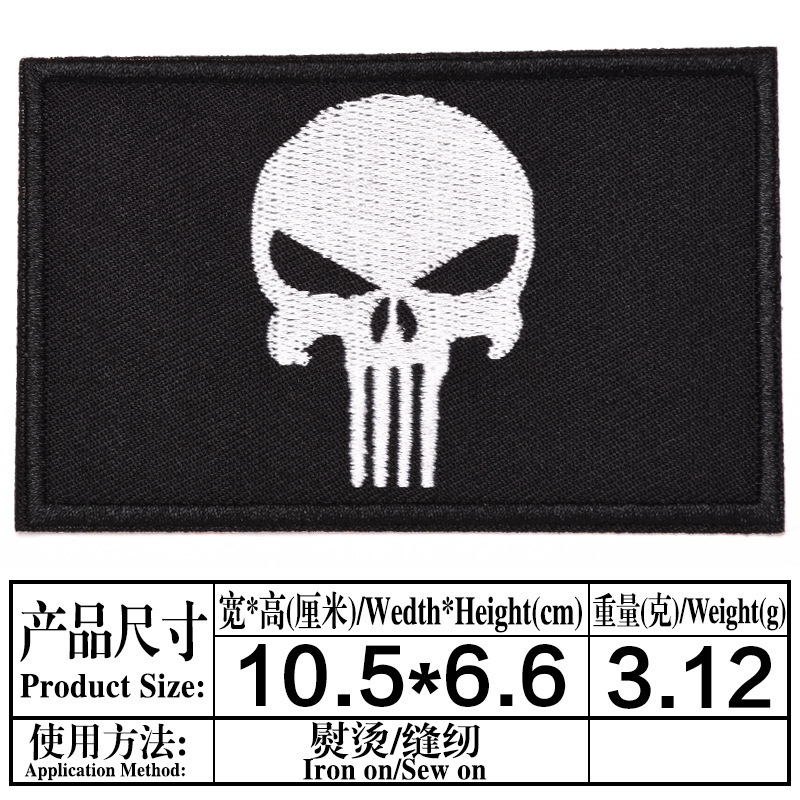 产品尺寸
Product Size:
宽*高(厘米)/Wedth*Height(cm)
重量(克)/Weight(g)
10.5*6.6
3.12
使用方法:
Application Method:
熨烫/缝纫
Iron on/Sew on